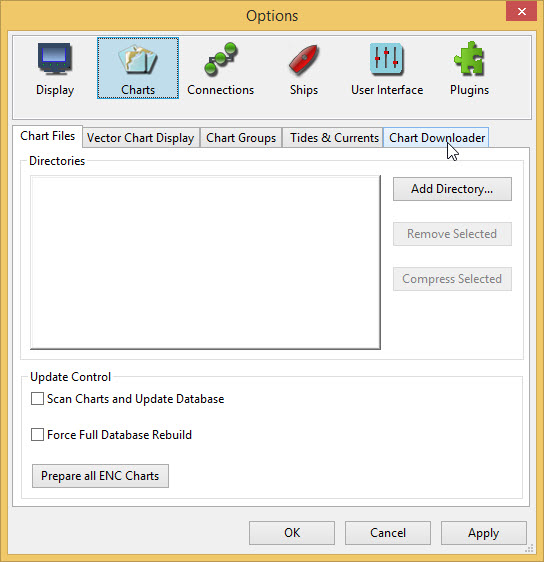 Options
Display Charts Connections Ships User Interface Plugins
Chart Files Vector Chart Display Chart Groups Tides & Currents Chart Downloader
Directories
Add Directory...
Remove Selected
Compress Selected
Update Control
Scan Charts and Update Database
Force Full Database Rebuild
Prepare all ENC Charts
OK Cancel Apply